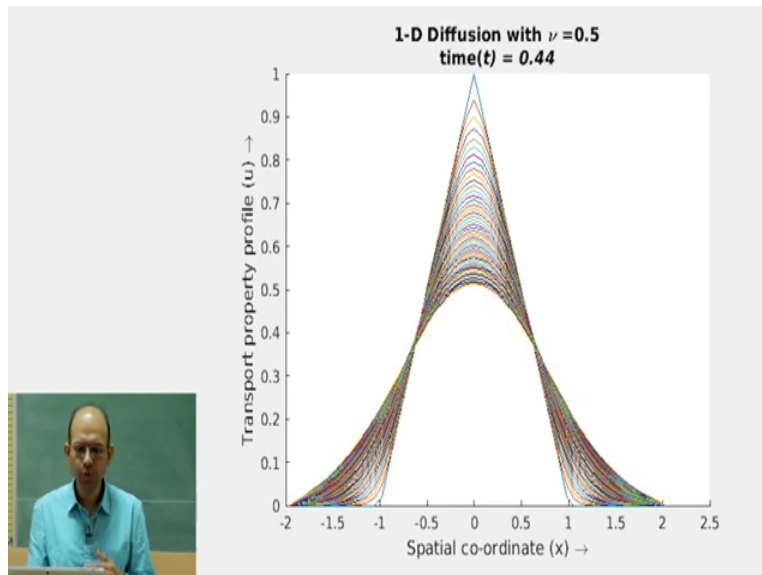 1-D Diffusion with ν =0.5
time(t) = 0.44
Transport property profile (u) →
1
0.9
0.8
0.7
0.6
0.5
0.4
0.3
0.2
0.1
0
-2 -1.5 -1 -0.5 0 0.5 1 1.5 2 2.5
Spatial co-ordinate (x) →